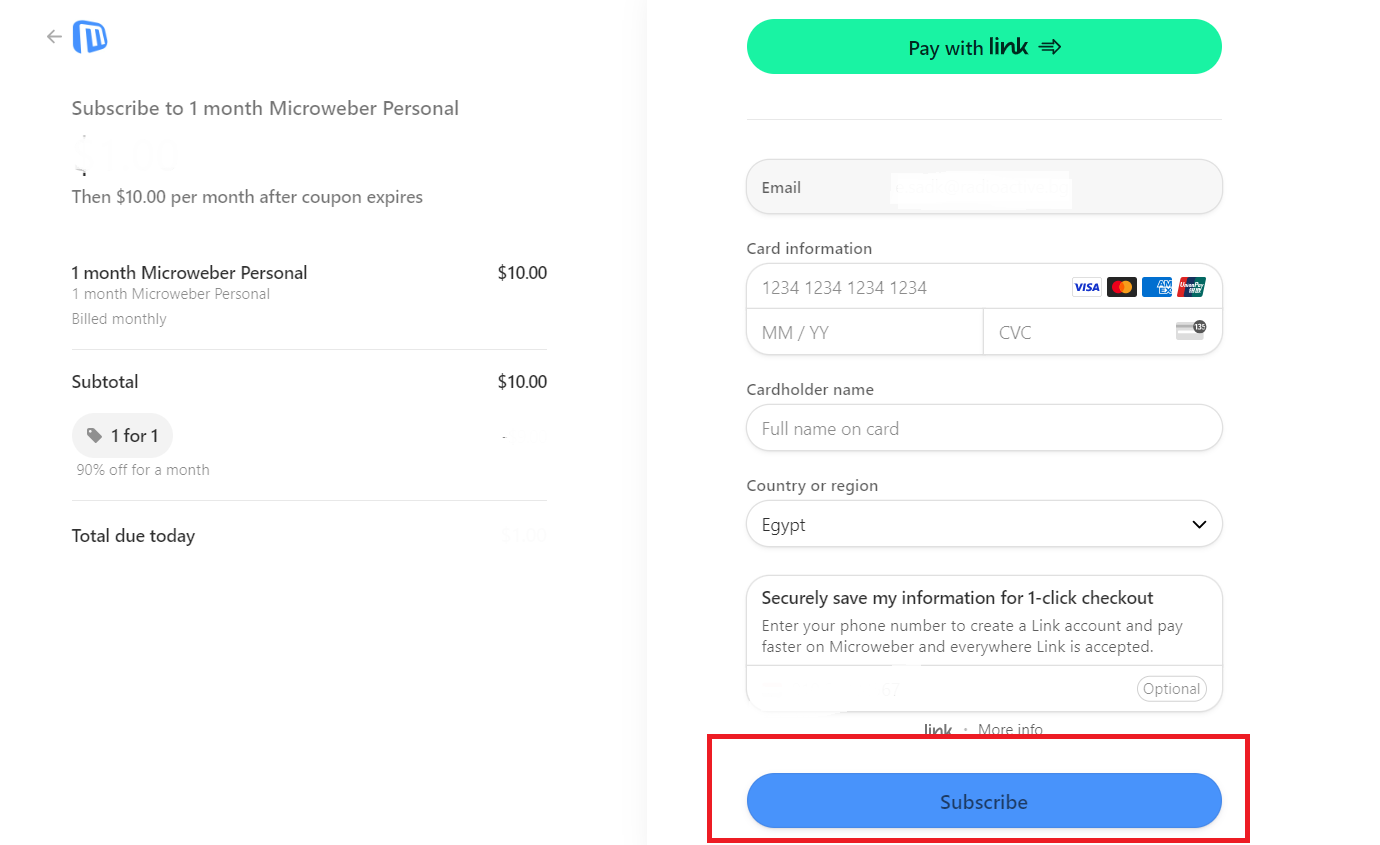 Subscribe to 1 month Microweber Personal
Then $10.00 per month after coupon expires
1 month Microweber Personal $10.00
1 month Microweber Personal
Billed monthly
Subtotal $10.00
1 for 1 -
90% off for a month
Total due today $1.00
Pay with link
Email
Card information
1234 1234 1234 1234 VISA AM EX UnionPay
MM / YY CVC 135
Cardholder name
Full name on card
Country or region
Egypt
Securely save my information for 1-click checkout
Enter your phone number to create a Link account and pay
faster on Microweber and everywhere Link is accepted.
Optional
link · More info
Subscribe